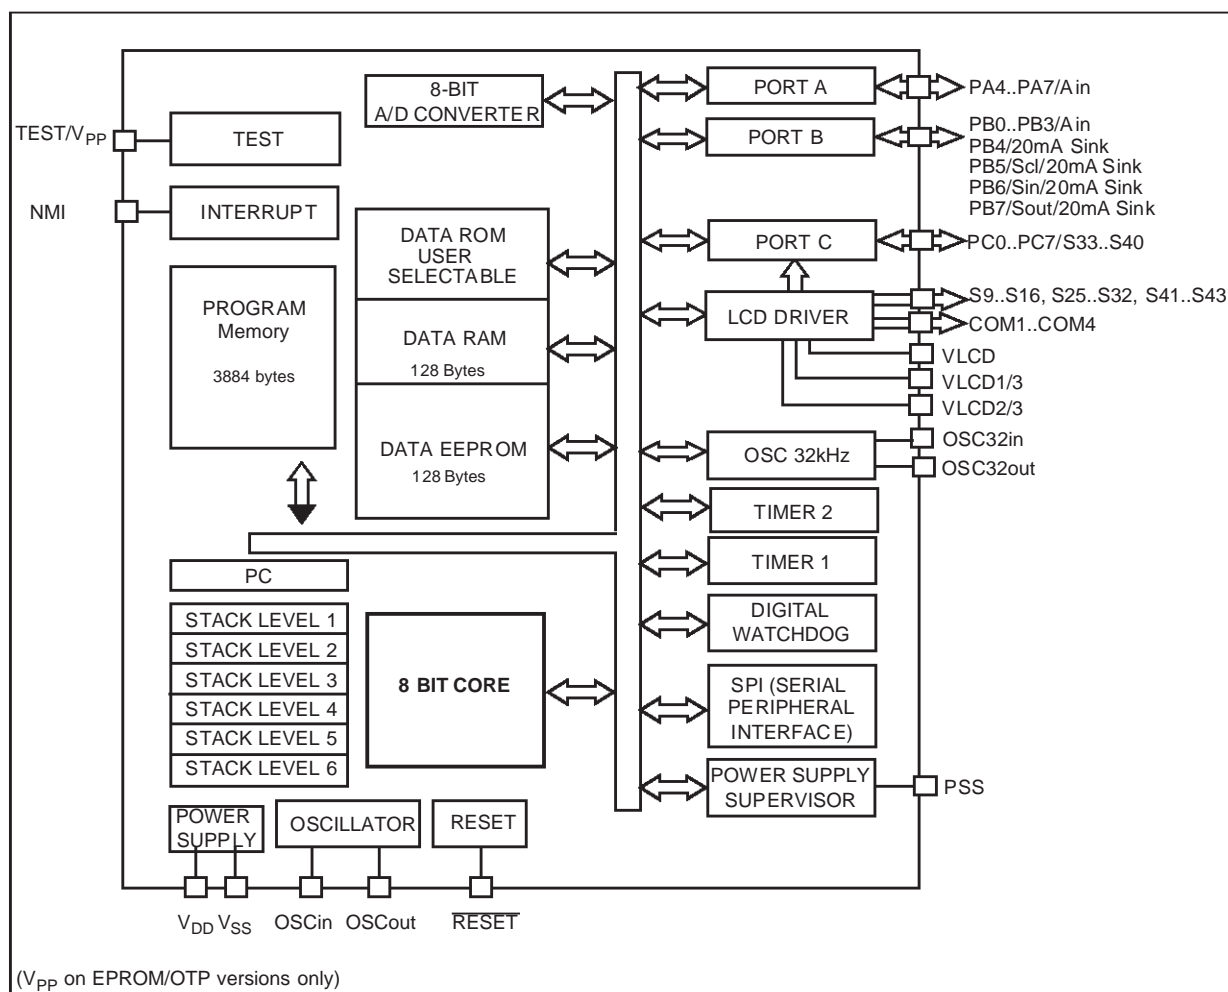 8-BIT
A/D CONVERTER
PORT A
PA4..PA7/Ain
TEST/VPP
TEST
PORT B
PB0..PB3/Ain
PB4/20mA Sink
PB5/Scl/20mA Sink
PB6/Sin/20mA Sink
PB7/Sout/20mA Sink
NMI
INTERRUPT
DATA ROM
USER
SELECTABLE
PORT C
PC0..PC7/S33..S40
PROGRAM
Memory
3884 bytes
LCD DRIVER
S9..S16, S25..S32, S41..S43
COM1..COM4
DATA RAM
128 Bytes
VLCD
VLCD1/3
VLCD2/3
DATA EEPROM
128 Bytes
OSC 32kHz
OSC32in
OSC32out
TIMER 2
TIMER 1
PC
STACK LEVEL 1
STACK LEVEL 2
STACK LEVEL 3
STACK LEVEL 4
STACK LEVEL 5
STACK LEVEL 6
8 BIT CORE
DIGITAL
WATCHDOG
SPI (SERIAL
PERIPHERAL
INTERFACE)
POWER SUPPLY
SUPERVISOR
PSS
POWER
SUPPLY
OSCILLATOR
RESET
VDD VSS
OSCin OSCout
RESET
(VPP on EPROM/OTP versions only)